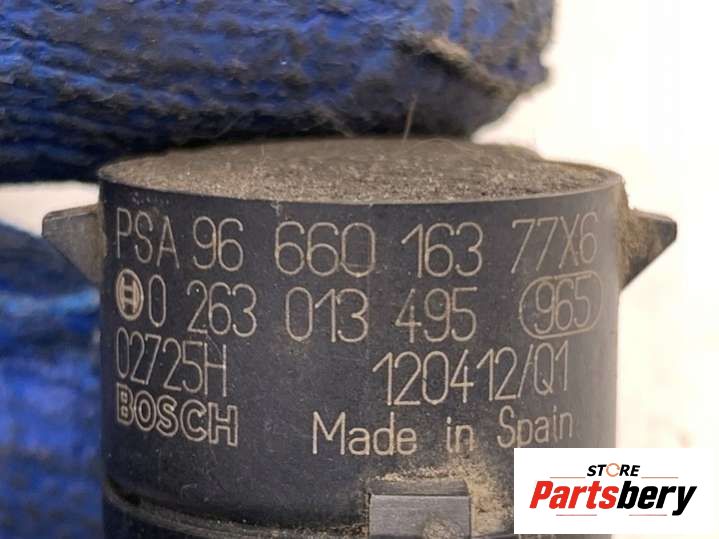 PSA 96 660 163 77X6
0 263 013 495 965
02725H 120412/Q1
BOSCH Made in Spain
STORE
Partsbery